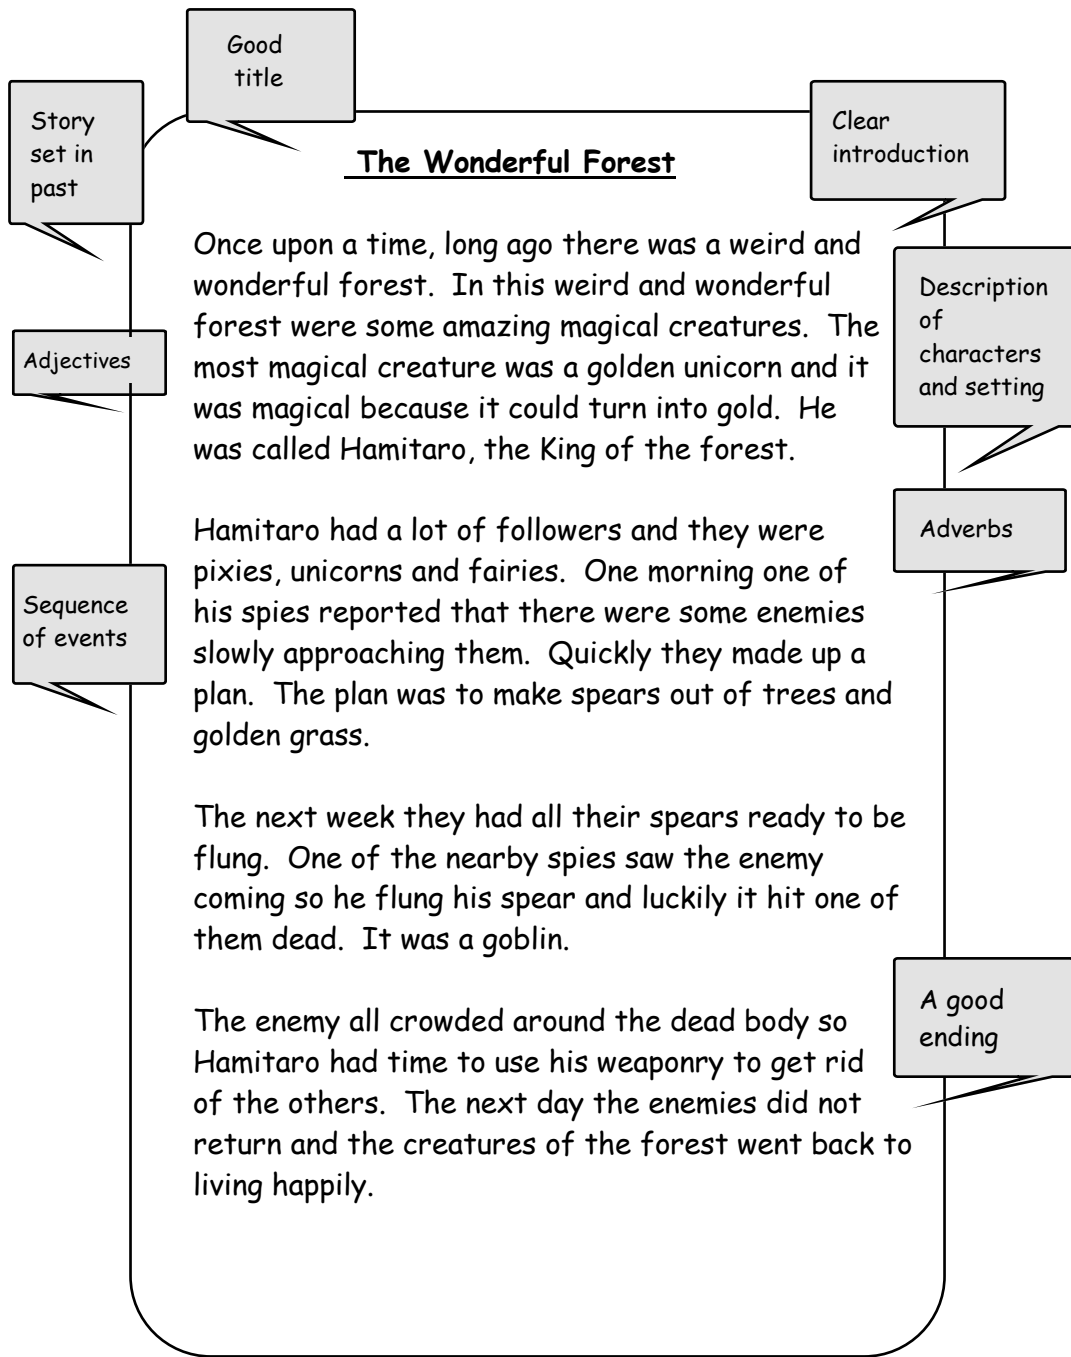 Good
title
Story
set in
past
Clear
introduction
The Wonderful Forest
Once upon a time, long ago there was a weird and
wonderful forest.  In this weird and wonderful
forest were some amazing magical creatures.  The
most magical creature was a golden unicorn and it
was magical because it could turn into gold.  He
was called Hamitaro, the King of the forest.
Description
of
characters
and setting
Adjectives
Adverbs
Hamitaro had a lot of followers and they were
pixies, unicorns and fairies.  One morning one of
his spies reported that there were some enemies
slowly approaching them.  Quickly they made up a
plan.  The plan was to make spears out of trees and
golden grass.
Sequence
of events
The next week they had all their spears ready to be
flung.  One of the nearby spies saw the enemy
coming so he flung his spear and luckily it hit one of
them dead.  It was a goblin.
A good
ending
The enemy all crowded around the dead body so
Hamitaro had time to use his weaponry to get rid
of the others.  The next day the enemies did not
return and the creatures of the forest went back to
living happily.